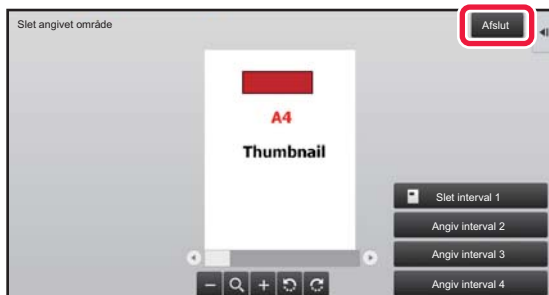 Slet angivet område
Afslut
A4
Thumbnail
Slet interval 1
Angiv interval 2
Angiv interval 3
Angiv interval 4